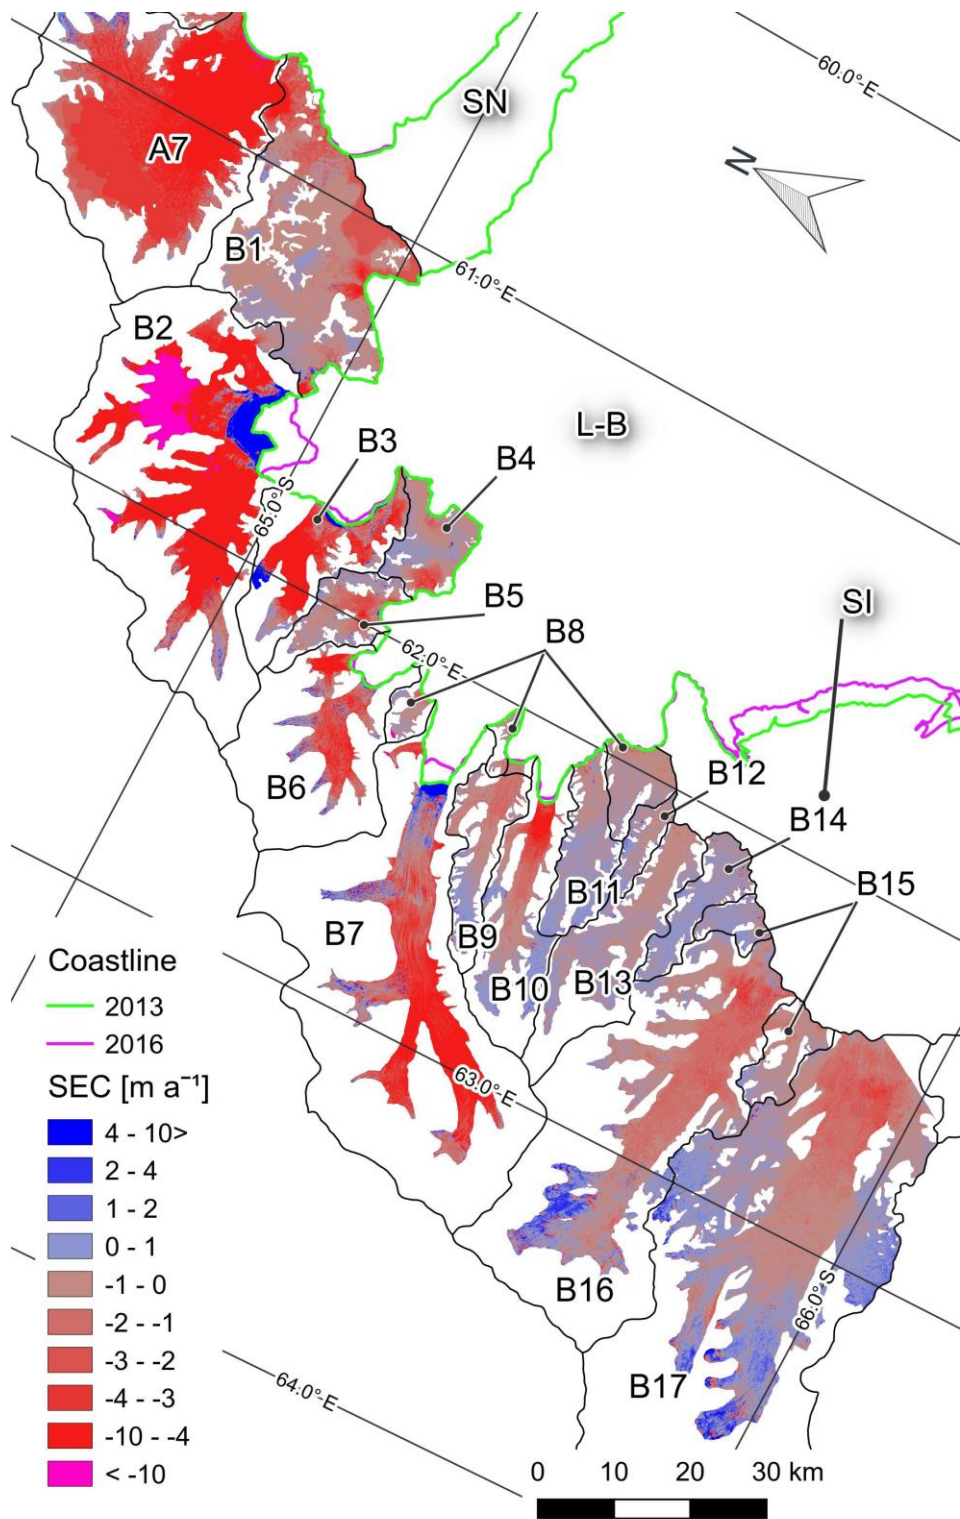 60.0°-E
SN
N
A7
B1
61.0°-E
B2
L-B
B3
B4
65.0°-S
SI
B5
B8
62.0°-E
B12
B6
B14
B15
B11
B7
B9
B10
B13
Coastline
2013
2016
SEC [m a⁻¹]
63.0°-E
4 - 10>
2 - 4
1 - 2
0 - 1
-1 - 0
B16
66.0°-S
-2 - -1
-3 - -2
B17
-4 - -3
64.0°-E
-10 - -4
< -10
0 10 20 30 km